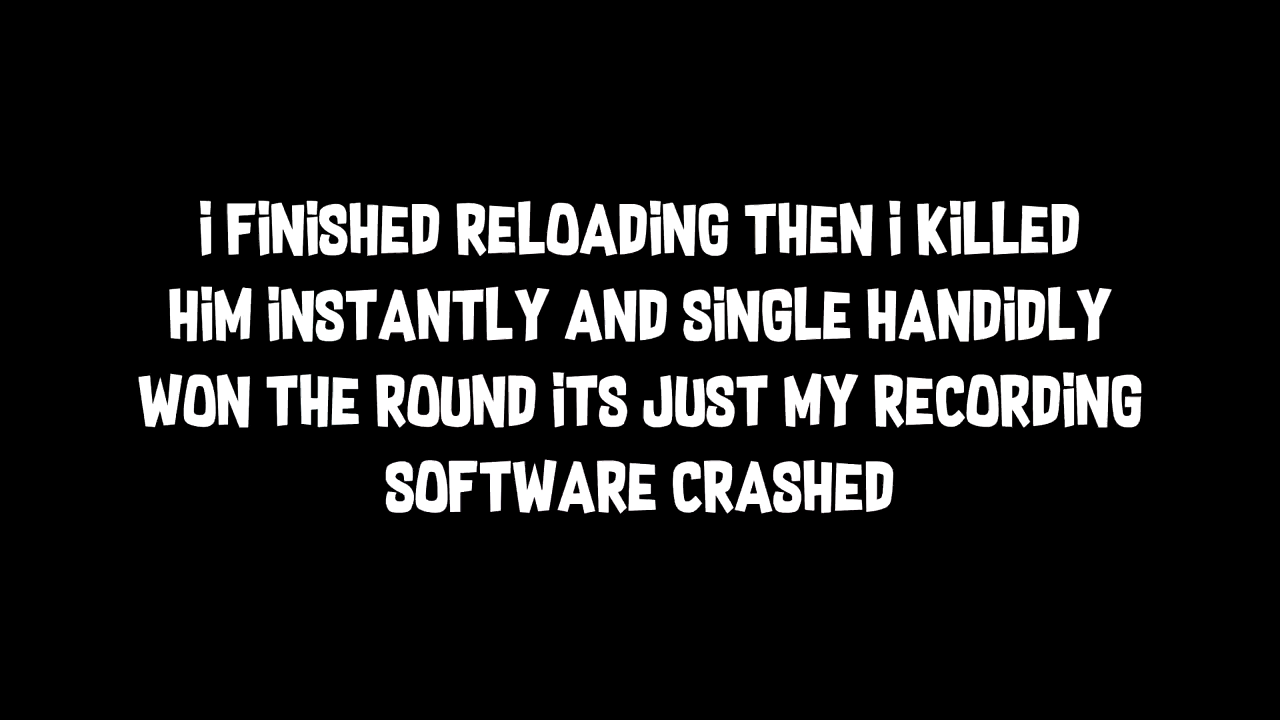 i FiNiSHED RELOADiNG THEN i KiLLED
HiM iNSTANTLY AND SiNGLE HANDiDLY
WON THE ROUND iTS JUST MY RECORDiNG
SOFTWARE CRASHED